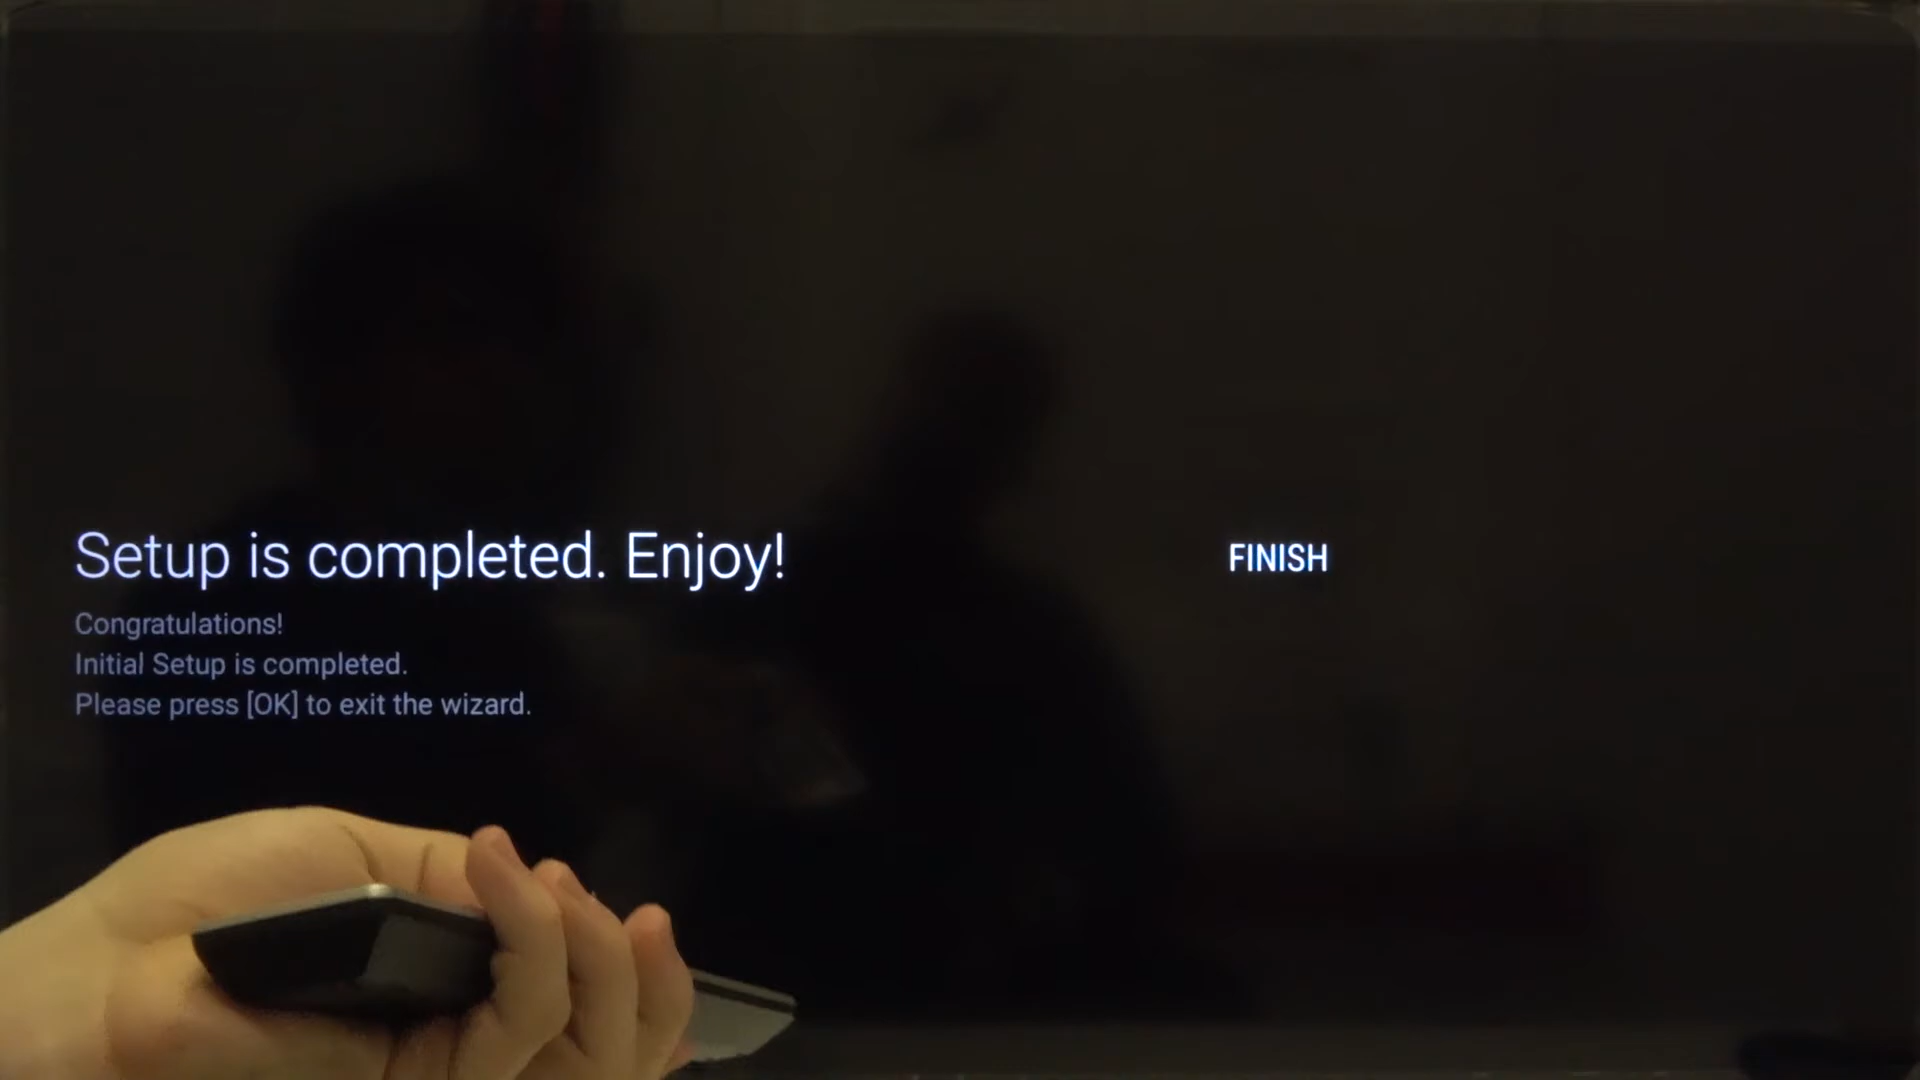 Setup is completed. Enjoy!
FINISH
Congratulations!
Initial Setup is completed.
Please press [OK] to exit the wizard.